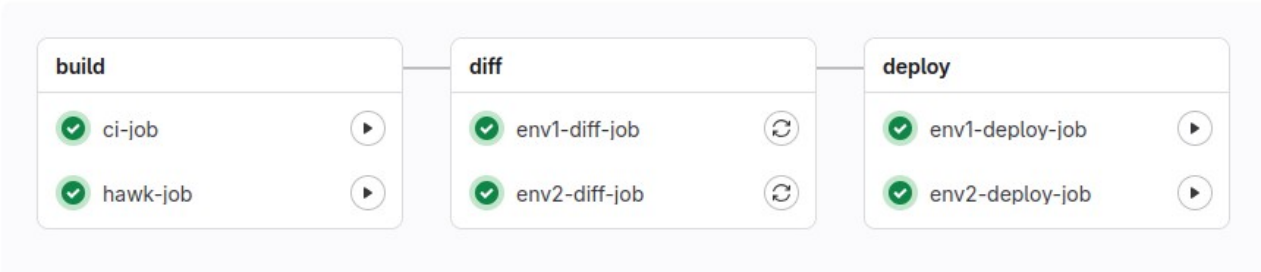 build
ci-job
hawk-job
diff
env1-diff-job
env2-diff-job
deploy
env1-deploy-job
env2-deploy-job